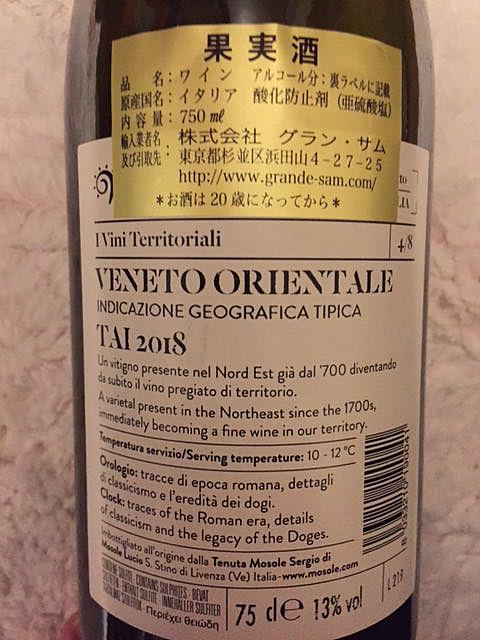 果実酒
品名：ワイン アルコール分：裏ラベルに記載
原産国名：イタリア 酸化防止剤（亜硫酸塩）
内容量：750㎖
輸入業者名及び引取先：株式会社 グラン・サム
東京都杉並区浜田山4-27-25
http://www.grande-sam.com/
＊お酒は20歳になってから＊
I Vini Territoriali
4/8
VENETO ORIENTALE
INDICAZIONE GEOGRAFICA TIPICA
TAI 2018
Un vitigno presente nel Nord Est già dal '700 diventando
da subito il vino pregiato di territorio.
A varietal present in the Northeast since the 1700s,
immediately becoming a fine wine in our territory.
Temperatura servizio/Serving temperature: 10 - 12 °C
Orologio: tracce di epoca romana, dettagli
di classicismo e l'eredità dei dogi.
Clock: traces of the Roman era, details
of classicism and the legacy of the Doges.
Imbottigliato all'origine dalla Tenuta Mosole Sergio di
Mosole Lucio S. Stino di Livenza (Ve) Italia - www.mosole.com
CONTAINS SULPHITES
Περιέχει θειώδη
75 cl e 13% vol